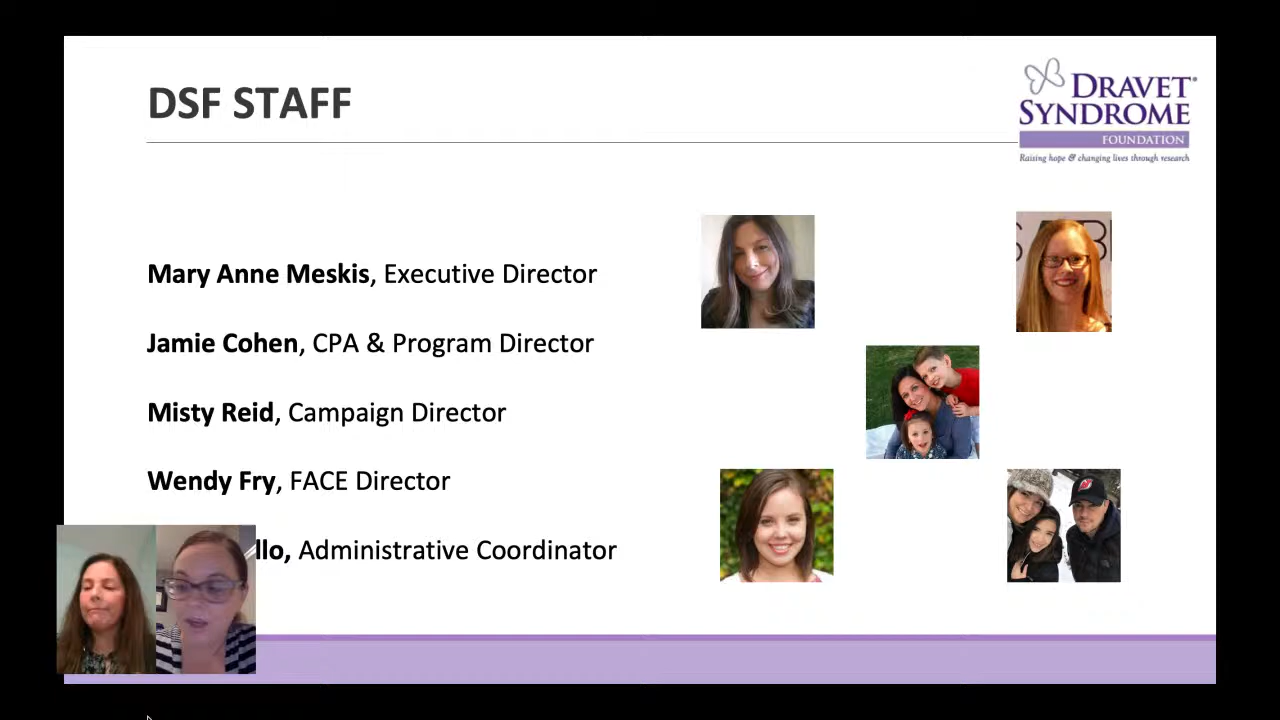 DSF STAFF
DRAVET
SYNDROME
FOUNDATION
Raising hope & changing lives through research
Mary Anne Meskis, Executive Director
Jamie Cohen, CPA & Program Director
Misty Reid, Campaign Director
Wendy Fry, FACE Director
Administrative Coordinator